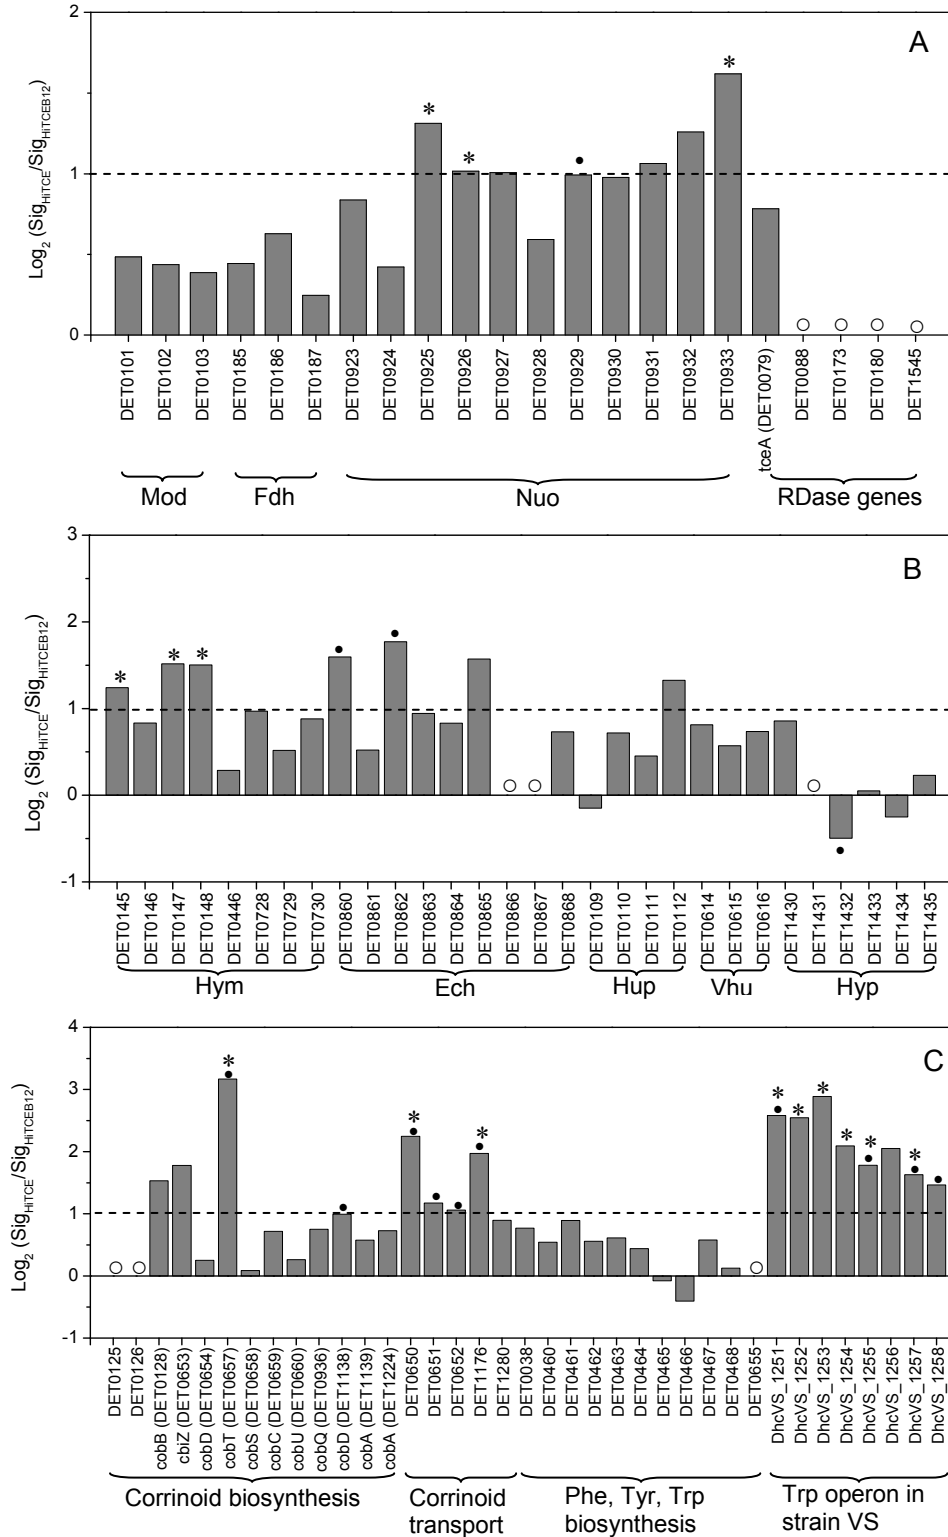 A
Log2 (SigHiTCE/SigHiTCEB12)
2
1
0
* * • *
DET0101 DET0102 DET0103 DET0185 DET0186 DET0187 DET0923 DET0924 DET0925 DET0926 DET0927 DET0928 DET0929 DET0930 DET0931 DET0932 DET0933 tceA (DET0079) DET0088 DET0173 DET0180 DET1545
Mod Fdh Nuo RDase genes
B
Log2 (SigHiTCE/SigHiTCEB12)
3
2
1
0
-1
* * * • • •
DET0145 DET0146 DET0147 DET0148 DET0446 DET0728 DET0729 DET0730 DET0860 DET0861 DET0862 DET0863 DET0864 DET0865 DET0866 DET0867 DET0868 DET0109 DET0110 DET0111 DET0112 DET0614 DET0615 DET0616 DET1430 DET1431 DET1432 DET1433 DET1434 DET1435
Hym Ech Hup Vhu Hyp
C
Log2 (SigHiTCE/SigHiTCEB12)
4
3
2
1
0
-1
DET0125 DET0126 cobB (DET0128) cbiZ (DET0653) cobD (DET0654) cobT (DET0657) cobS (DET0658) cobC (DET0659) cobU (DET0660) cobQ (DET0936) cobD (DET1138) cobA (DET1139) cobA (DET1224) DET0650 DET0651 DET0652 DET1176 DET1280 DET0038 DET0460 DET0461 DET0462 DET0463 DET0464 DET0465 DET0466 DET0467 DET0468 DET0655 DhcVS_1251 DhcVS_1252 DhcVS_1253 DhcVS_1254 DhcVS_1255 DhcVS_1256 DhcVS_1257 DhcVS_1258
Corrinoid biosynthesis
Corrinoid
transport
Phe, Tyr, Trp
biosynthesis
Trp operon in
strain VS